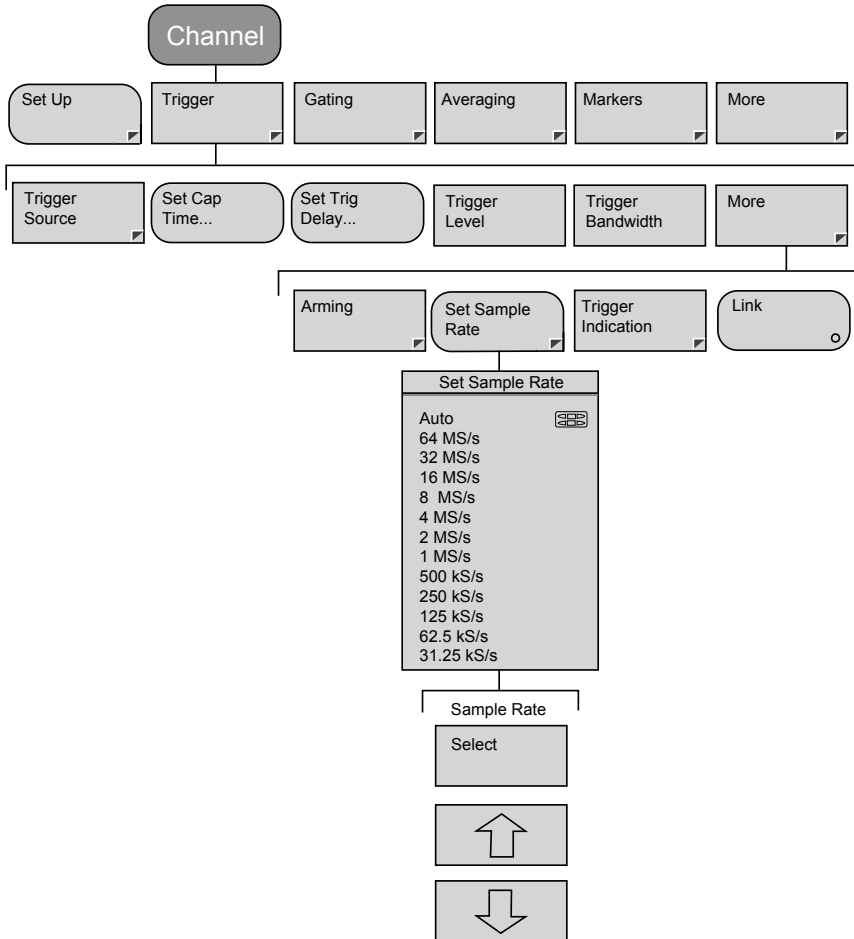 Channel
Set Up
Trigger
Gating
Averaging
Markers
More
Trigger
Source
Set Cap
Time...
Set Trig
Delay...
Trigger
Level
Trigger
Bandwidth
More
Arming
Set Sample
Rate
Trigger
Indication
Link
Set Sample Rate
Auto
64 MS/s
32 MS/s
16 MS/s
8 MS/s
4 MS/s
2 MS/s
1 MS/s
500 kS/s
250 kS/s
125 kS/s
62.5 kS/s
31.25 kS/s
Sample Rate
Select